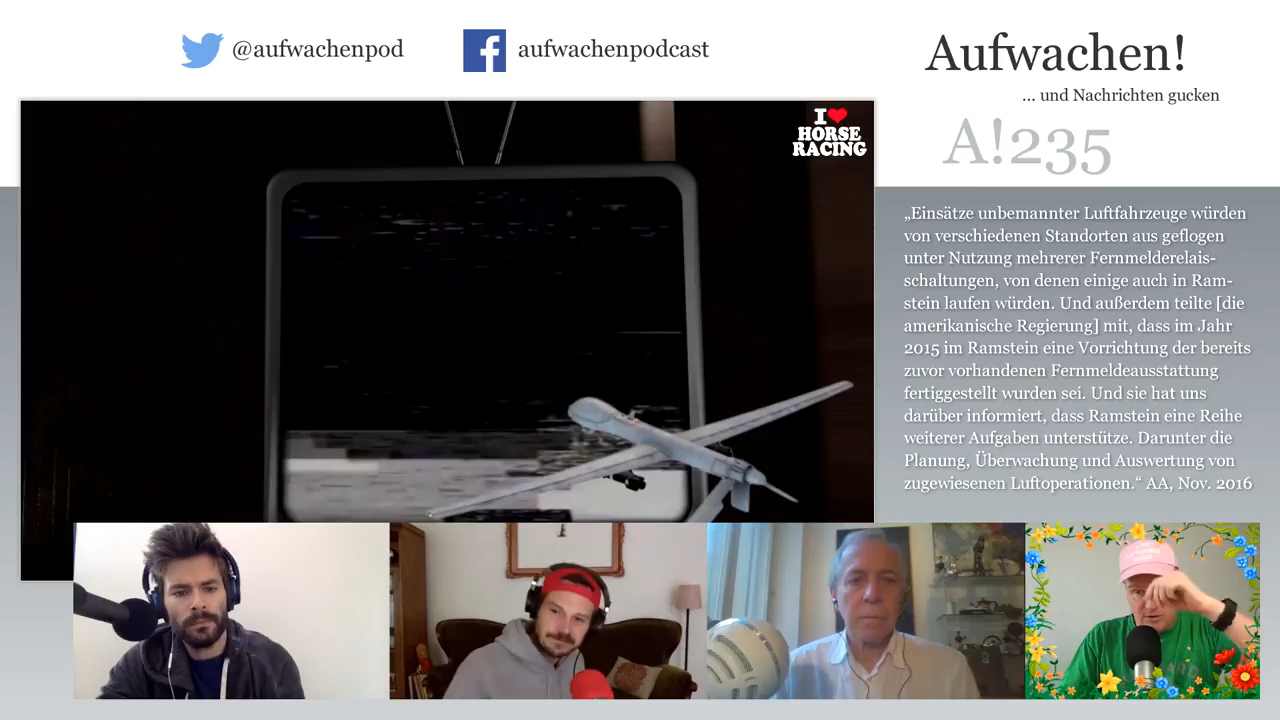 @aufwachenpod
aufwachenpodcast
Aufwachen!
... und Nachrichten gucken
A!235
I
HORSE
RACING
„Einsätze unbemannter Luftfahrzeuge würden
von verschiedenen Standorten aus geflogen
unter Nutzung mehrerer Fernmelderelais-
schaltungen, von denen einige auch in Ram-
stein laufen würden. Und außerdem teilte [die
amerikanische Regierung] mit, dass im Jahr
2015 im Ramstein eine Vorrichtung der bereits
zuvor vorhandenen Fernmeldeausstattung
fertiggestellt wurden sei. Und sie hat uns
darüber informiert, dass Ramstein eine Reihe
weiterer Aufgaben unterstütze. Darunter die
Planung, Überwachung und Auswertung von
zugewiesenen Luftoperationen.“ AA, Nov. 2016